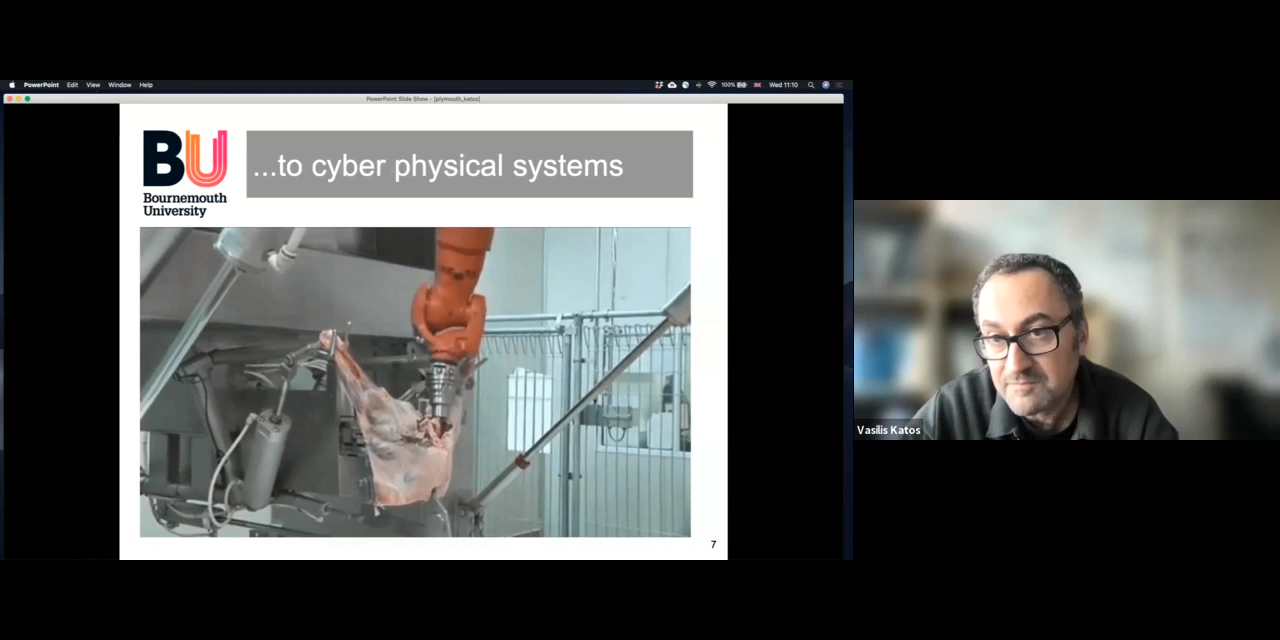 PowerPoint Edit View Window Help
100% Wed 11:10
PowerPoint Slide Show - [plymouth_katos]
BU
Bournemouth
University
...to cyber physical systems
7
Vasilis Katos